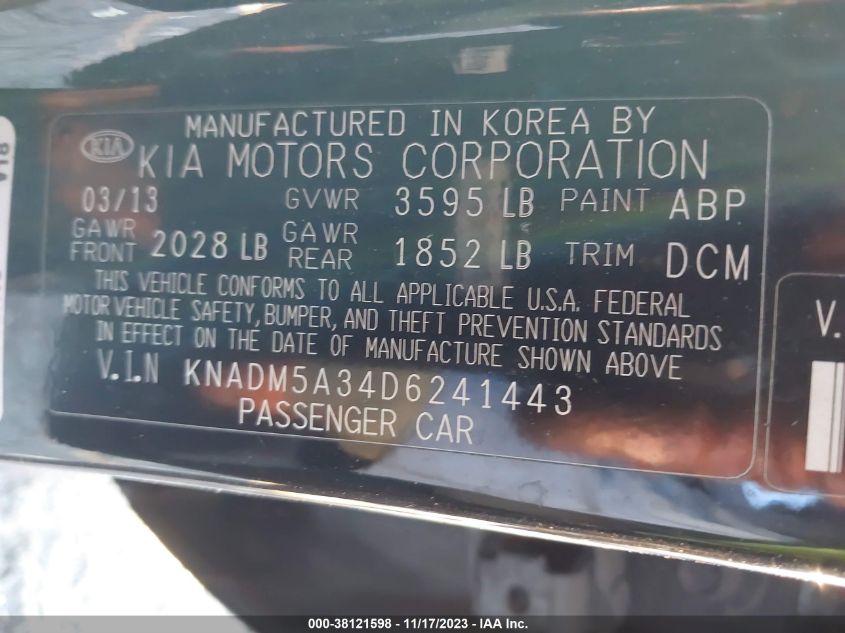 MANUFACTURED IN KOREA BY
KIA KIA MOTORS CORPORATION
03/13 GVWR 3595 LB PAINT ABP
GAWR FRONT 2028 LB GAWR REAR 1852 LB TRIM DCM
THIS VEHICLE CONFORMS TO ALL APPLICABLE U.S.A. FEDERAL
MOTOR VEHICLE SAFETY, BUMPER, AND THEFT PREVENTION STANDARDS
IN EFFECT ON THE DATE OF MANUFACTURE SHOWN ABOVE
V.I.N KNADM5A34D6241443
PASSENGER CAR
V.
000-38121598 - 11/17/2023 - IAA Inc.